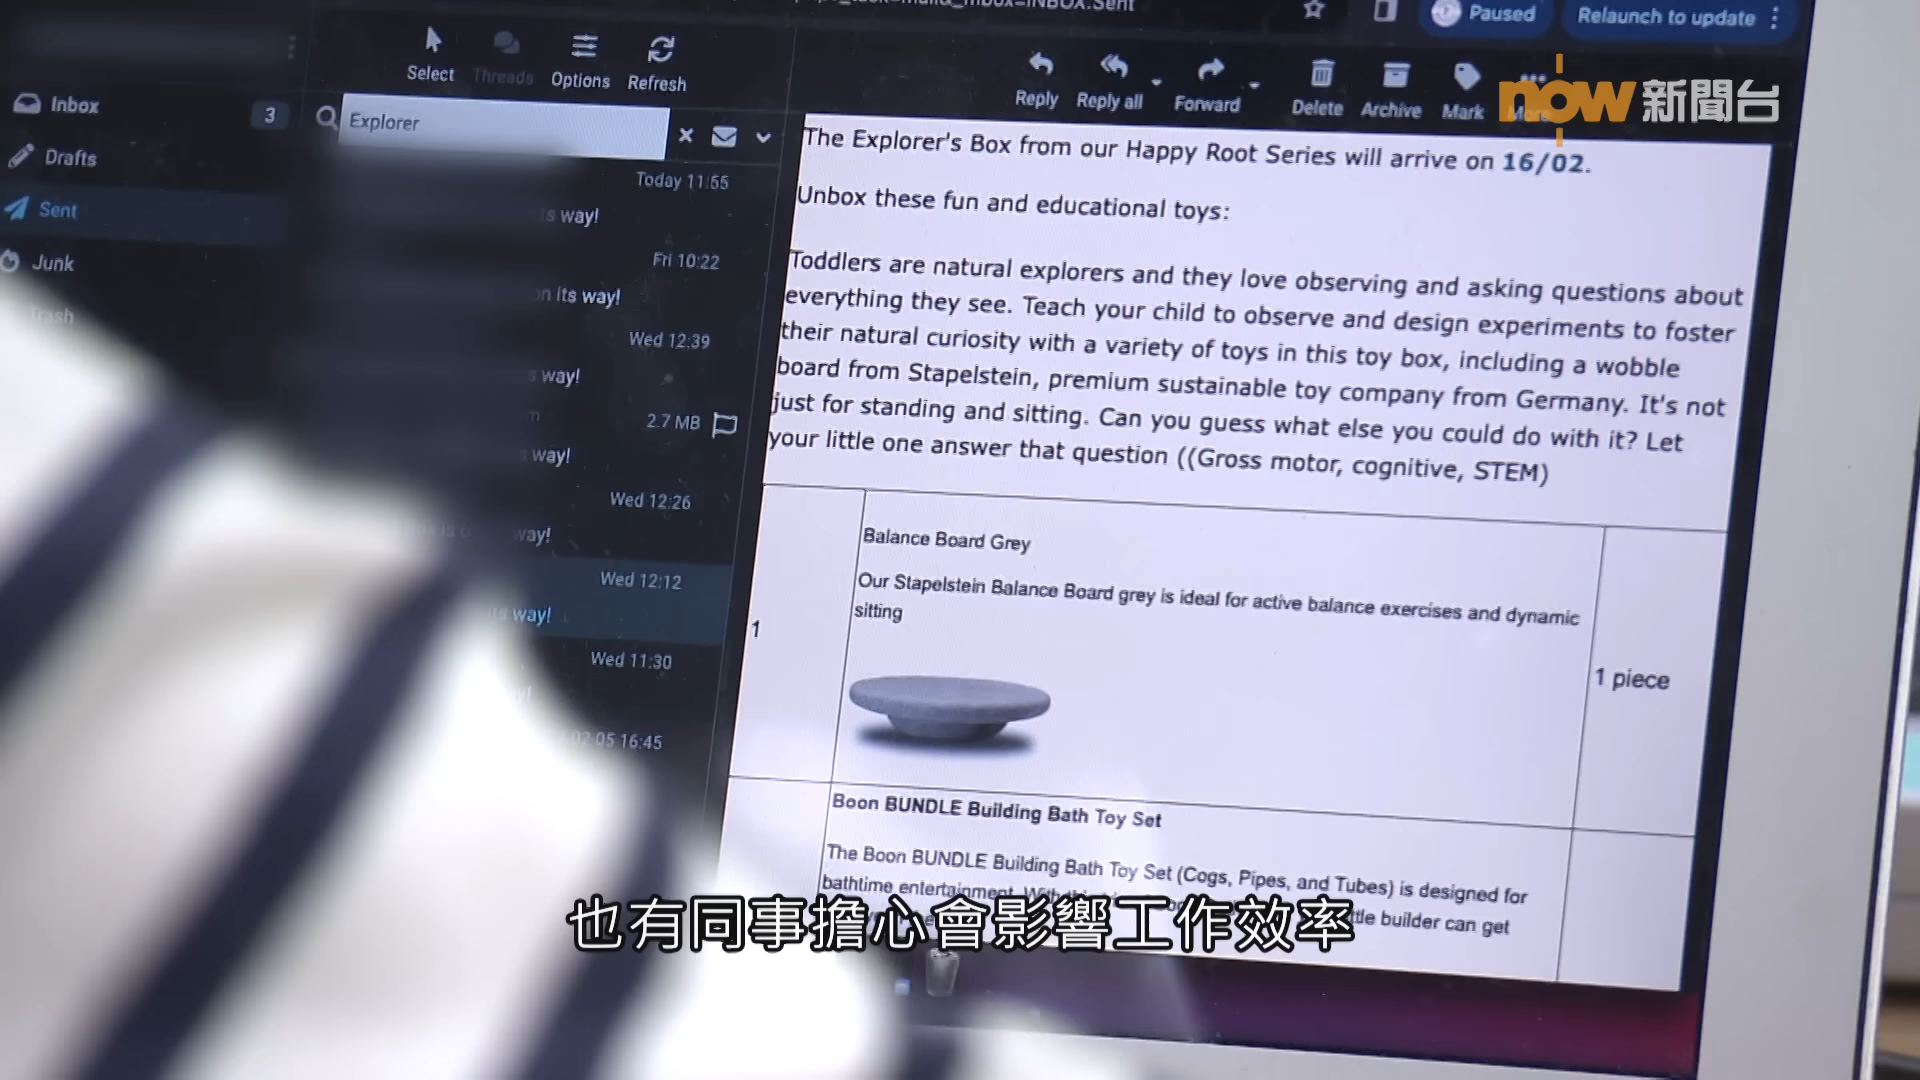 INBOX.Sent
Paused
Relaunch to update
Select
Threads
Options
Refresh
Reply
Reply all
Forward
Delete
Archive
Mark
More
now 新聞台
Inbox
3
Drafts
Sent
Junk
Trash
Explorer
Today 11:55
way!
Fri 10:22
its way!
Wed 12:39
way!
2.7 MB
way!
Wed 12:26
way!
Wed 12:12
way!
Wed 11:30
02-05 16:45
The Explorer's Box from our Happy Root Series will arrive on 16/02.
Unbox these fun and educational toys:
Toddlers are natural explorers and they love observing and asking questions about
everything they see. Teach your child to observe and design experiments to foster
their natural curiosity with a variety of toys in this toy box, including a wobble
board from Stapelstein, premium sustainable toy company from Germany. It's not
just for standing and sitting. Can you guess what else you could do with it? Let
your little one answer that question ((Gross motor, cognitive, STEM)
1
Balance Board Grey
Our Stapelstein Balance Board grey is ideal for active balance exercises and dynamic
sitting
1 piece
Boon BUNDLE Building Bath Toy Set
The Boon BUNDLE Building Bath Toy Set (Cogs, Pipes, and Tubes) is designed for
bathtime entertainment.
builder can get
也有同事擔心會影響工作效率